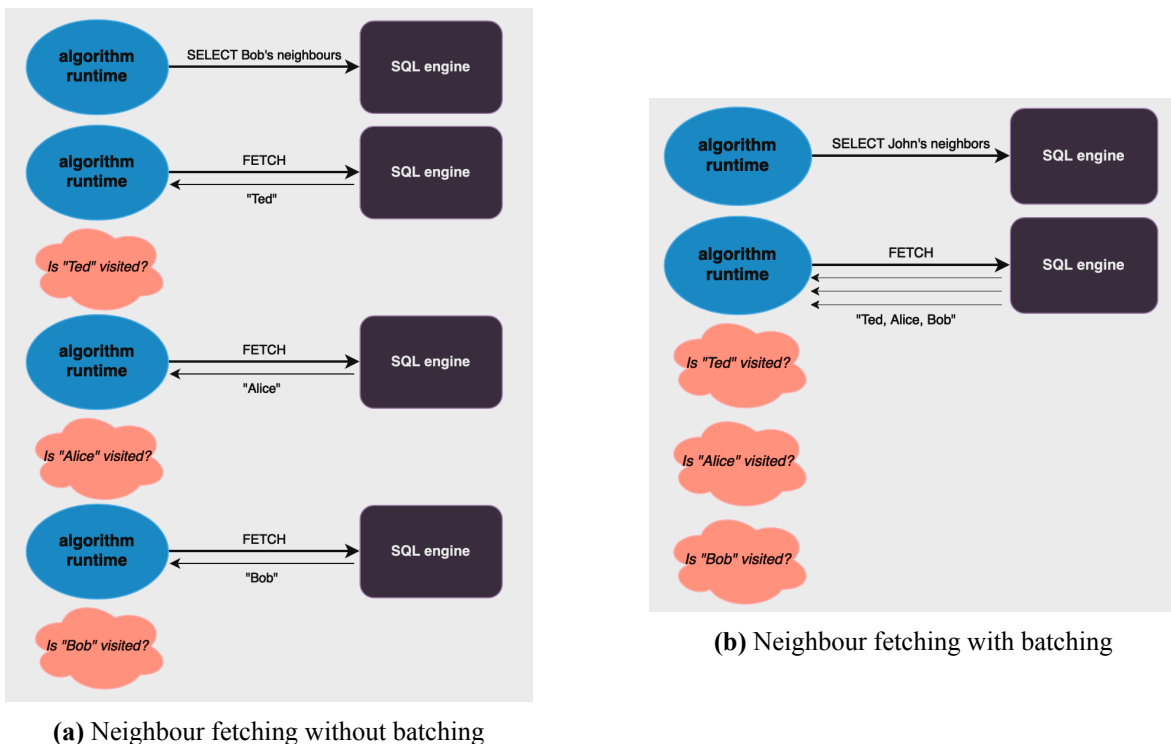 algorithm
runtime
SELECT Bob's neighbours
SQL engine
algorithm
runtime
FETCH
"Ted"
SQL engine
Is "Ted" visited?
algorithm
runtime
FETCH
"Alice"
SQL engine
Is "Alice" visited?
algorithm
runtime
FETCH
"Bob"
SQL engine
Is "Bob" visited?
(a) Neighbour fetching without batching
algorithm
runtime
SELECT John's neighbors
SQL engine
algorithm
runtime
FETCH
"Ted, Alice, Bob"
SQL engine
Is "Ted" visited?
Is "Alice" visited?
Is "Bob" visited?
(b) Neighbour fetching with batching